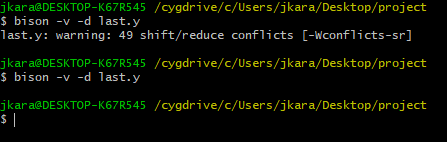 jkara@DESKTOP-K67R545 /cygdrive/c/Users/jkara/Desktop/project
$ bison -v -d last.y
last.y: warning: 49 shift/reduce conflicts [-Wconflicts-sr]

jkara@DESKTOP-K67R545 /cygdrive/c/Users/jkara/Desktop/project
$ bison -v -d last.y

jkara@DESKTOP-K67R545 /cygdrive/c/Users/jkara/Desktop/project
$